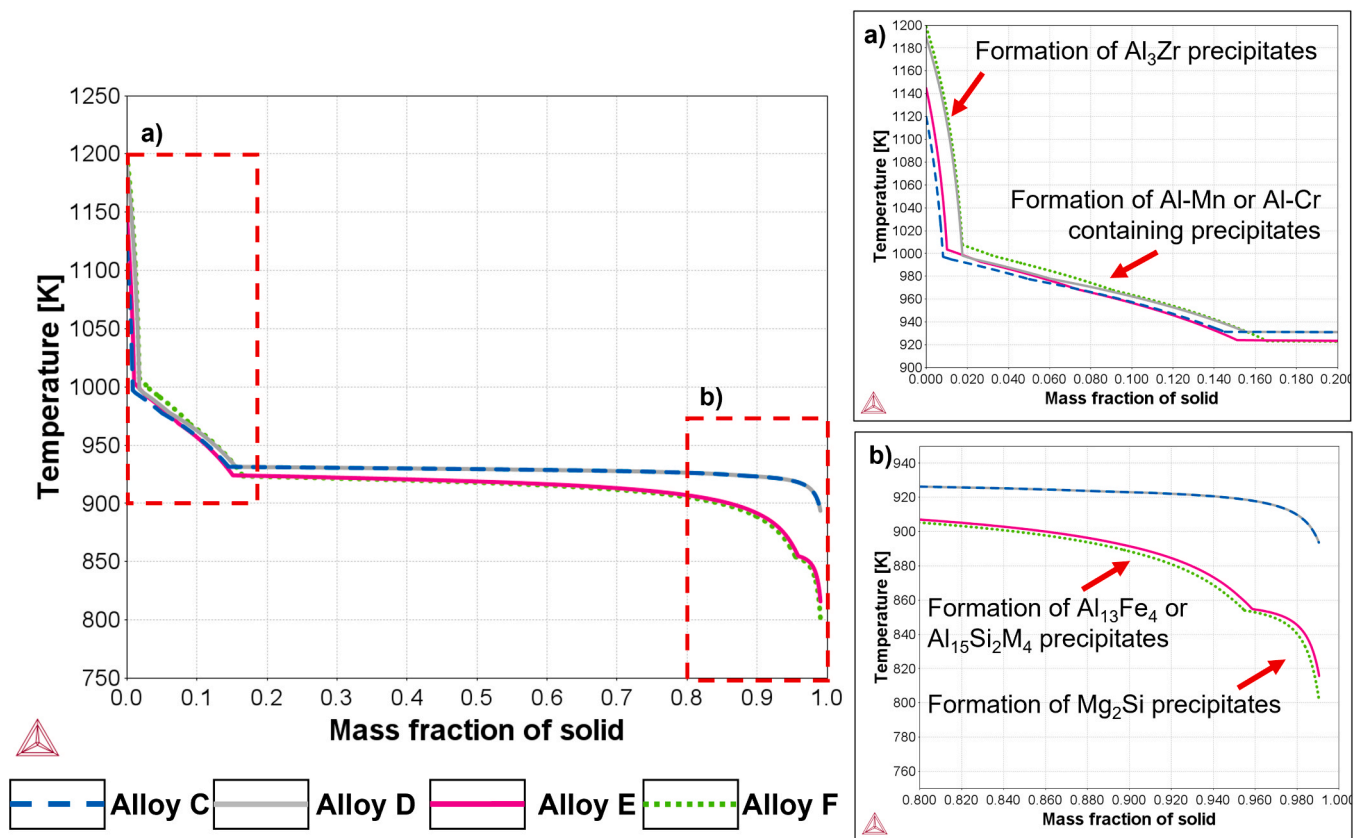 1250
1200
1150
1100
1050
1000
950
900
850
800
750
Temperature [K]
a)
b)
0.0 0.1 0.2 0.3 0.4 0.5 0.6 0.7 0.8 0.9 1.0
Mass fraction of solid
Alloy C Alloy D Alloy E Alloy F
a)
1200
1180
1160
1140
1120
1100
1080
1060
1040
1020
1000
980
960
940
920
900
Temperature [K]
Formation of Al₃Zr precipitates
Formation of Al-Mn or Al-Cr
containing precipitates
0.000 0.020 0.040 0.060 0.080 0.100 0.120 0.140 0.160 0.180 0.200
Mass fraction of solid
b)
940
920
900
880
860
840
820
800
780
760
Temperature [K]
Formation of Al₁₃Fe₄ or
Al₁₅Si₂M₄ precipitates
Formation of Mg₂Si precipitates
0.800 0.820 0.840 0.860 0.880 0.900 0.920 0.940 0.960 0.980 1.000
Mass fraction of solid